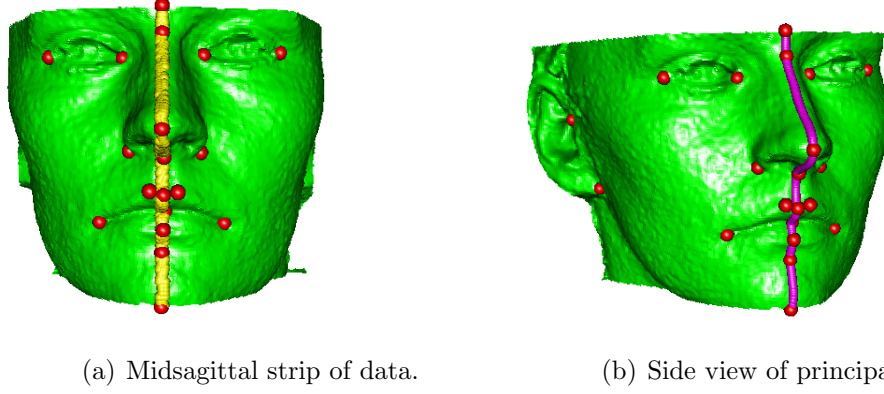 (a) Midsagittal strip of data.
(b) Side view of principa